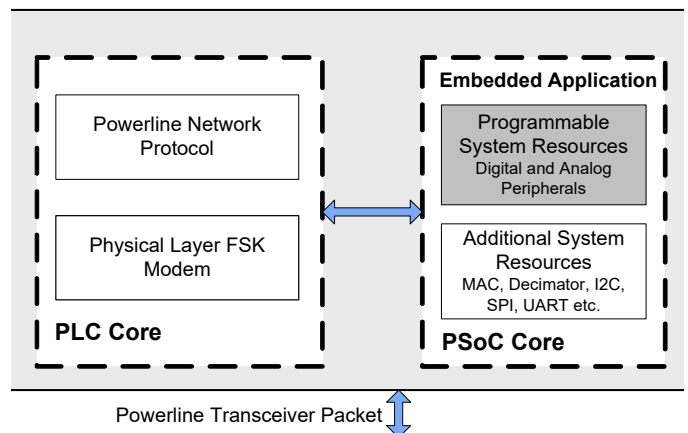 Powerline Network
Protocol
Physical Layer FSK
Modem
PLC Core
Embedded Application
Programmable
System Resources
Digital and Analog
Peripherals
Additional System
Resources
MAC, Decimator, I2C,
SPI, UART etc.
PSoC Core
Powerline Transceiver Packet